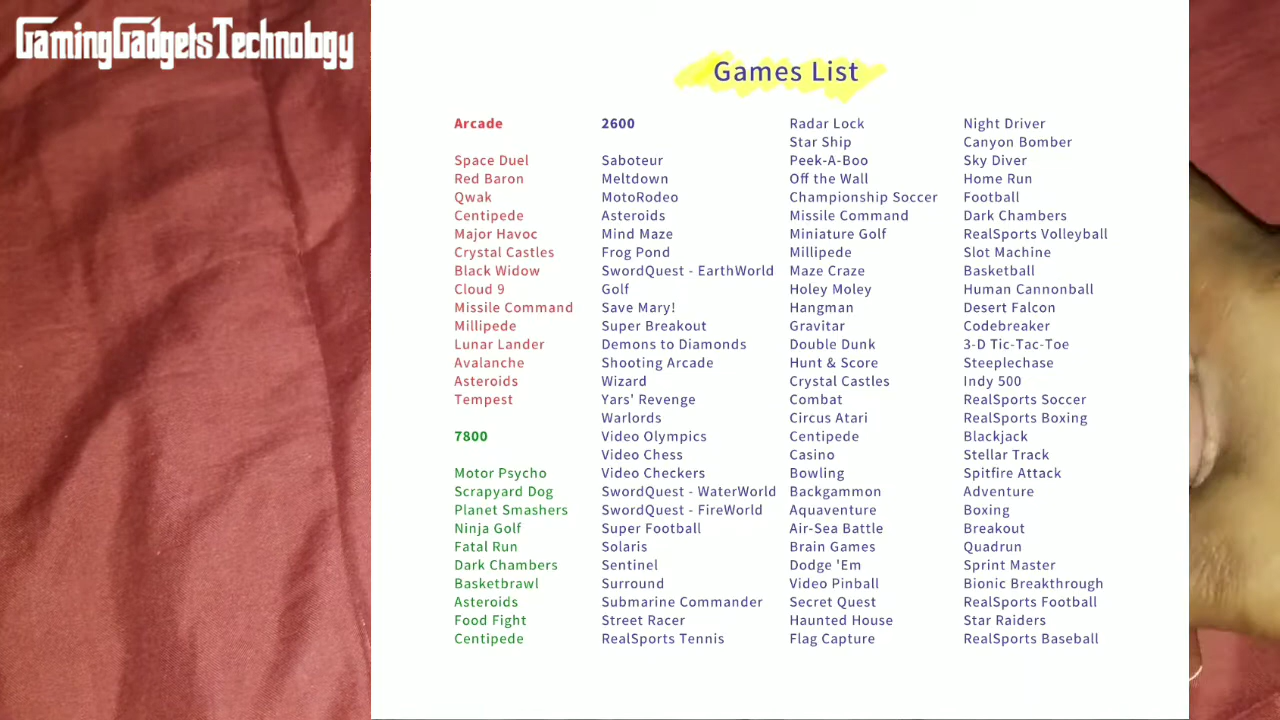 GamingGadgetsTechnology
Games List
Arcade
Space Duel
Red Baron
Qwak
Centipede
Major Havoc
Crystal Castles
Black Widow
Cloud 9
Missile Command
Millipede
Lunar Lander
Avalanche
Asteroids
Tempest
7800
Motor Psycho
Scrapyard Dog
Planet Smashers
Ninja Golf
Fatal Run
Dark Chambers
Basketbrawl
Asteroids
Food Fight
Centipede
2600
Saboteur
Meltdown
MotoRodeo
Asteroids
Mind Maze
Frog Pond
SwordQuest - EarthWorld
Golf
Save Mary!
Super Breakout
Demons to Diamonds
Shooting Arcade
Wizard
Yars' Revenge
Warlords
Video Olympics
Video Chess
Video Checkers
SwordQuest - WaterWorld
SwordQuest - FireWorld
Super Football
Solaris
Sentinel
Surround
Submarine Commander
Street Racer
RealSports Tennis
Radar Lock
Star Ship
Peek-A-Boo
Off the Wall
Championship Soccer
Missile Command
Miniature Golf
Millipede
Maze Craze
Holey Moley
Hangman
Gravitar
Double Dunk
Hunt & Score
Crystal Castles
Combat
Circus Atari
Centipede
Casino
Bowling
Backgammon
Aquaventure
Air-Sea Battle
Brain Games
Dodge 'Em
Video Pinball
Secret Quest
Haunted House
Flag Capture
Night Driver
Canyon Bomber
Sky Diver
Home Run
Football
Dark Chambers
RealSports Volleyball
Slot Machine
Basketball
Human Cannonball
Desert Falcon
Codebreaker
3-D Tic-Tac-Toe
Steeplechase
Indy 500
RealSports Soccer
RealSports Boxing
Blackjack
Stellar Track
Spitfire Attack
Adventure
Boxing
Breakout
Quadrun
Sprint Master
Bionic Breakthrough
RealSports Football
Star Raiders
RealSports Baseball